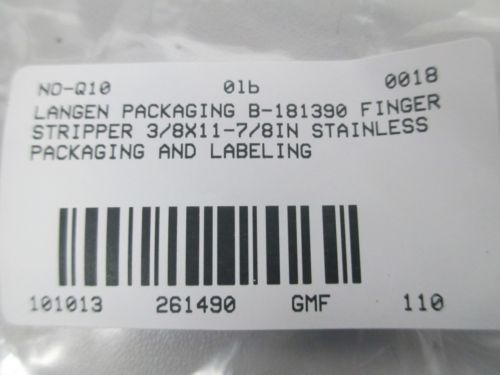 NO-Q10 0lb 0018
LANGEN PACKAGING B-181390 FINGER
STRIPPER 3/8X11-7/8IN STAINLESS
PACKAGING AND LABELING
101013 261490 GMF 110